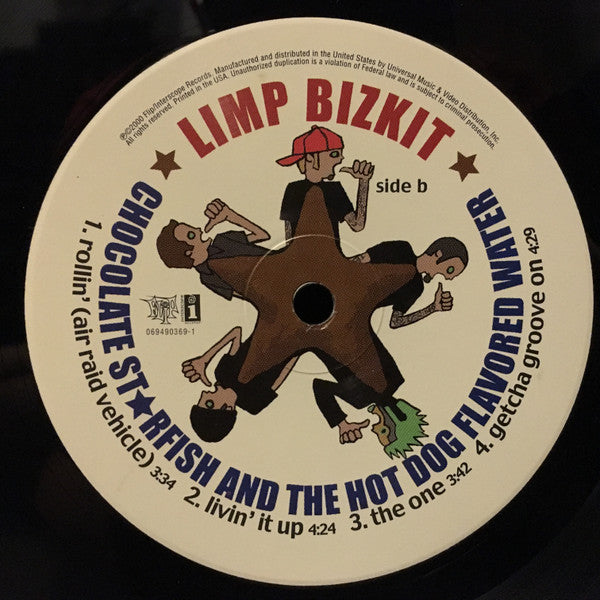 ℗©2000 Flip/Interscope Records. Manufactured and distributed in the United States by Universal Music & Video Distribution, Inc.
All rights reserved. Printed in the USA. Unauthorized duplication is a violation of Federal law and is subject to criminal prosecution.
LIMP BIZKIT
side b
CHOCOLATE ST★RFISH AND THE HOT DOG FLAVORED WATER
069490369-1
1. rollin' (air raid vehicle) 3:34
2. livin' it up 4:24
3. the one 3:42
4. getcha groove on 4:29